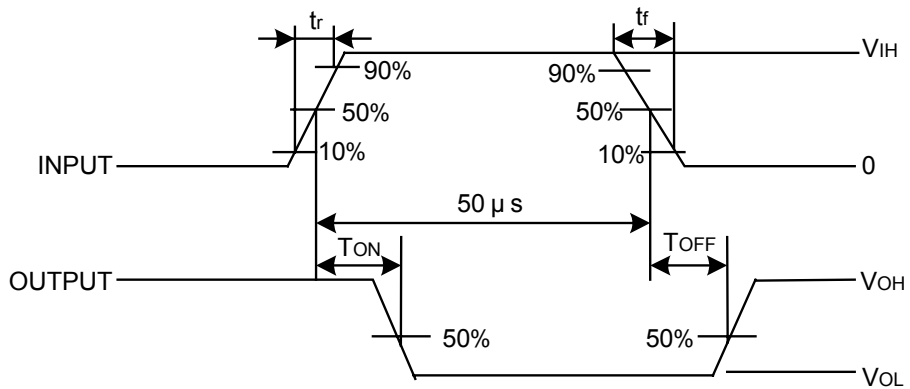 tr
tf
VIH
90%
90%
50%
50%
10%
10%
INPUT
0
50 µ s
TON
TOFF
OUTPUT
VOH
50%
50%
VOL